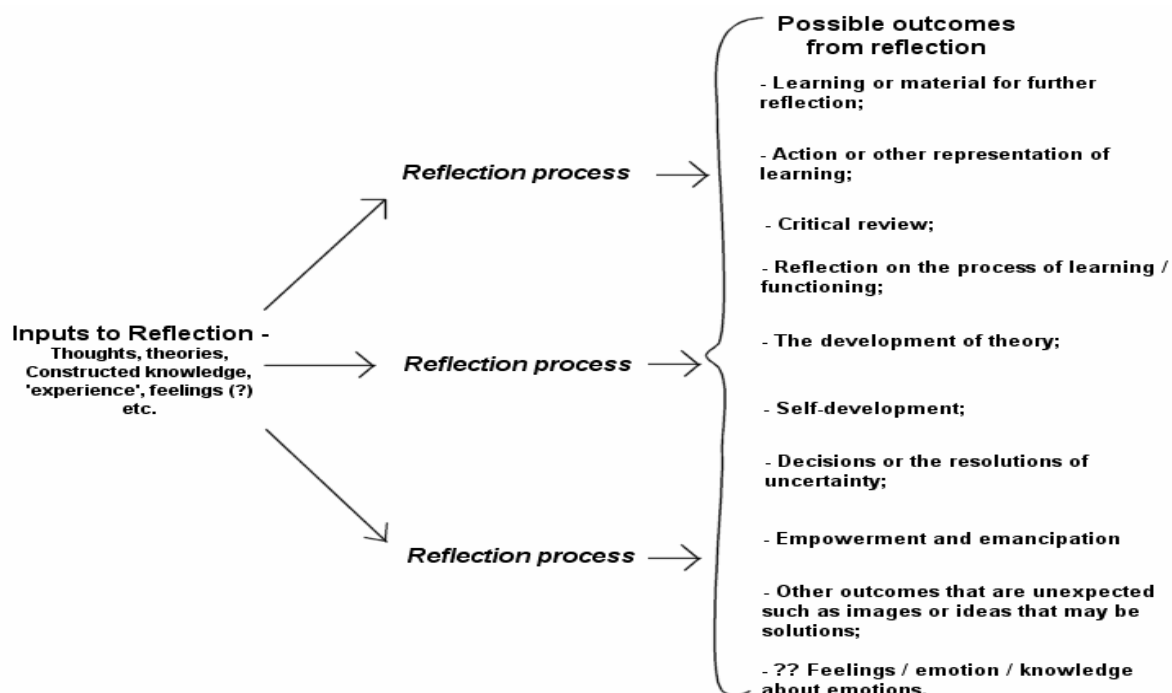 Inputs to Reflection -
Thoughts, theories,
Constructed knowledge,
'experience', feelings (?)
etc.
Reflection process
Reflection process
Reflection process
Possible outcomes
from reflection
- Learning or material for further
reflection;
- Action or other representation of
learning;
- Critical review;
- Reflection on the process of learning /
functioning;
- The development of theory;
- Self-development;
- Decisions or the resolutions of
uncertainty;
- Empowerment and emancipation
- Other outcomes that are unexpected
such as images or ideas that may be
solutions;
- ?? Feelings / emotion / knowledge
about emotions.